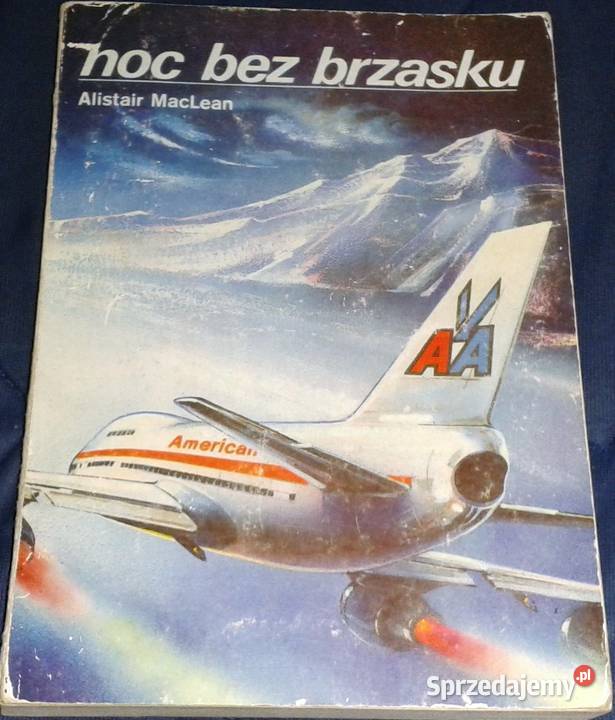 noc bez brzasku
Alistair MacLean
AA
American
Sprzedajemy.pl